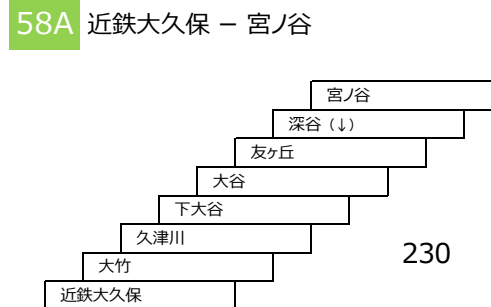 58A 近鉄大久保 － 宮ノ谷
宮ノ谷
深谷（↓）
友ヶ丘
大谷
下大谷
久津川
大竹
230
近鉄大久保